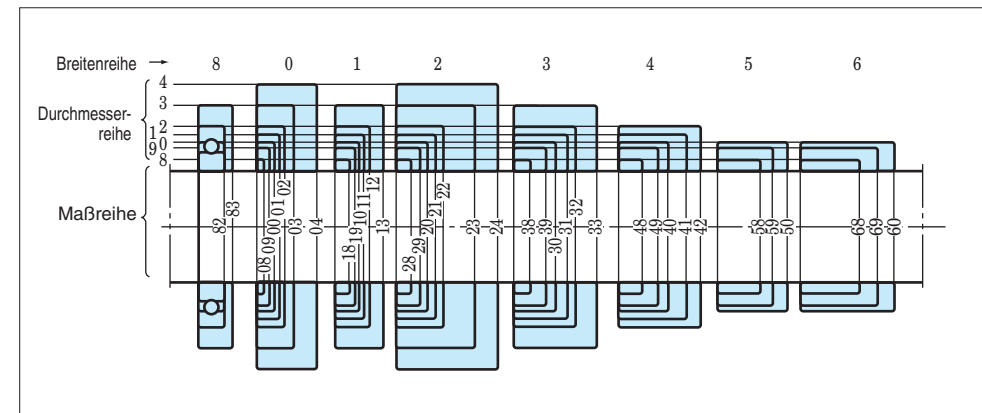 Breitenreihe → 8 0 1 2 3 4 5 6
Durchmesser-
reihe
4
3
2
1
0
9
8
Maßreihe
82 83
08 09 00 01 02 03 04
18 19 10 11 12 13
28 29 20 21 22 23 24
38 39 30 31 32 33
48 49 40 41 42
58 59 50
68 69 60